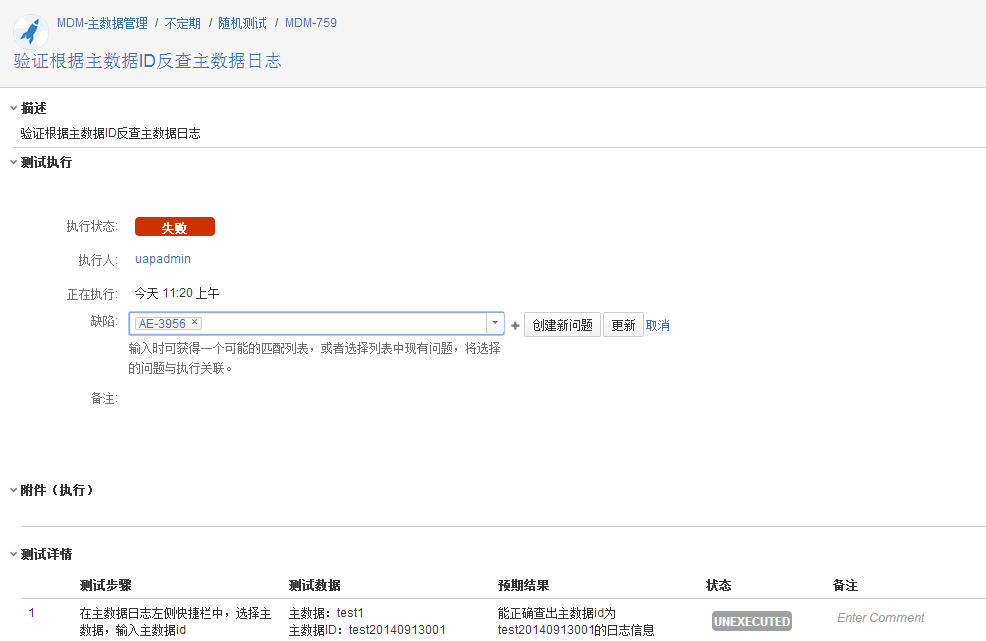 MDM-主数据管理 / 不定期 / 随机测试 / MDM-759
验证根据主数据ID反查主数据日志
描述
验证根据主数据ID反查主数据日志
测试执行
执行状态: 失败
执行人: uapadmin
正在执行: 今天 11:20 上午
缺陷: AE-3956 × + 创建新问题 更新 取消
输入时可获得一个可能的匹配列表，或者选择列表中现有问题，将选择
的问题与执行关联。
备注:
附件（执行）
测试详情
测试步骤 测试数据 预期结果 状态 备注
1 在主数据日志左侧快捷栏中，选择主 主数据：test1 能正确查出主数据id为 UNEXECUTED Enter Comment
数据，输入主数据id 主数据ID：test20140913001 test20140913001的日志信息